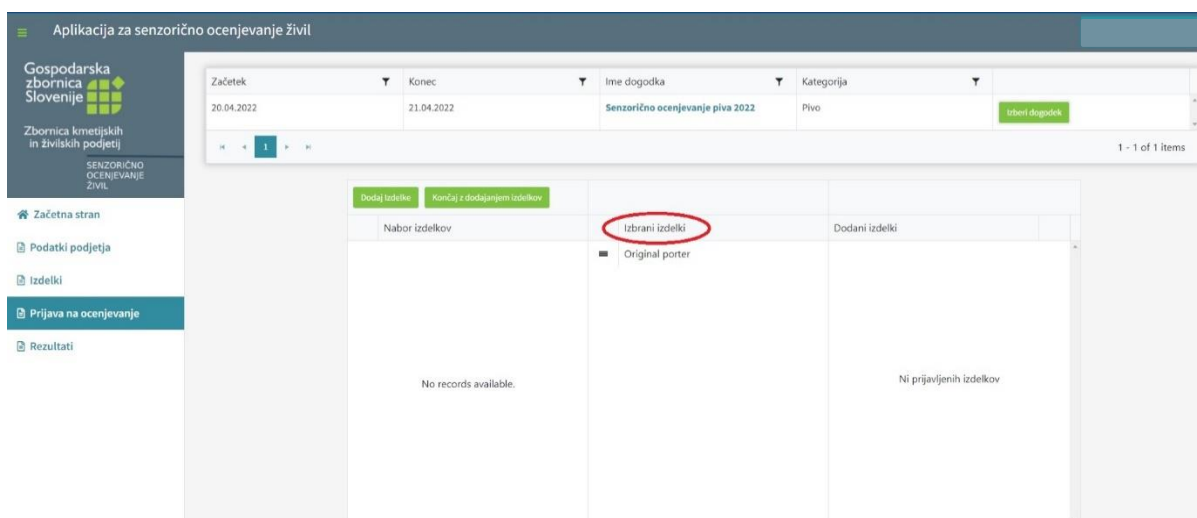 Aplikacija za senzorično ocenjevanje živil
Gospodarska
zbornica
Slovenije
Zbornica kmetijskih
in živilskih podjetij
SENZORIČNO
OCENJEVANJE
ŽIVIL
Začetna stran
Podatki podjetja
Izdelki
Prijava na ocenjevanje
Rezultati
Začetek Konec Ime dogodka Kategorija
20.04.2022 21.04.2022 Senzorično ocenjevanje piva 2022 Pivo Izberi dogodek
1 1 - 1 of 1 items
Dodaj Izdelke Končaj z dodajanjem izdelkov
Nabor izdelkov Izbrani izdelki Dodani izdelki
Original porter
No records available. Ni prijavljenih izdelkov